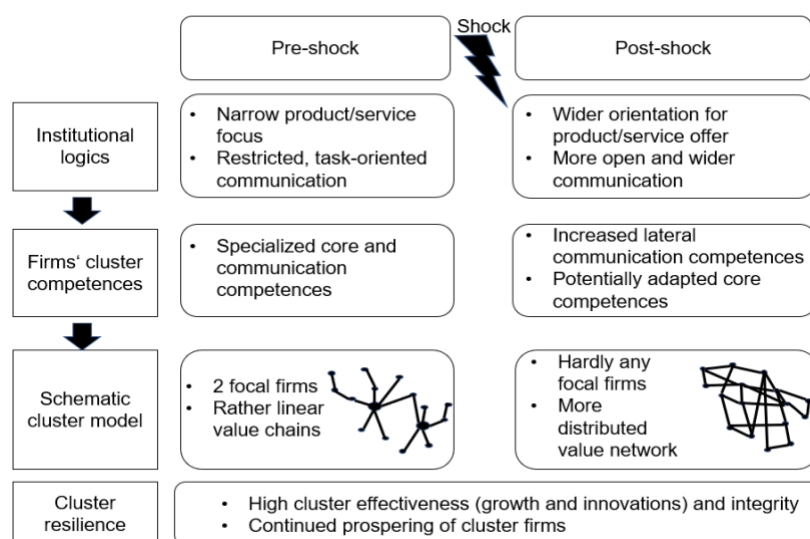 Shock
Pre-shock
Post-shock
Institutional
logics
• Narrow product/service
focus
• Restricted, task-oriented
communication
• Wider orientation for
product/service offer
• More open and wider
communication
Firms‘ cluster
competences
• Specialized core and
communication
competences
• Increased lateral
communication competences
• Potentially adapted core
competences
Schematic
cluster model
• 2 focal firms
• Rather linear
value chains
• Hardly any
focal firms
• More
distributed
value network
Cluster
resilience
• High cluster effectiveness (growth and innovations) and integrity
• Continued prospering of cluster firms